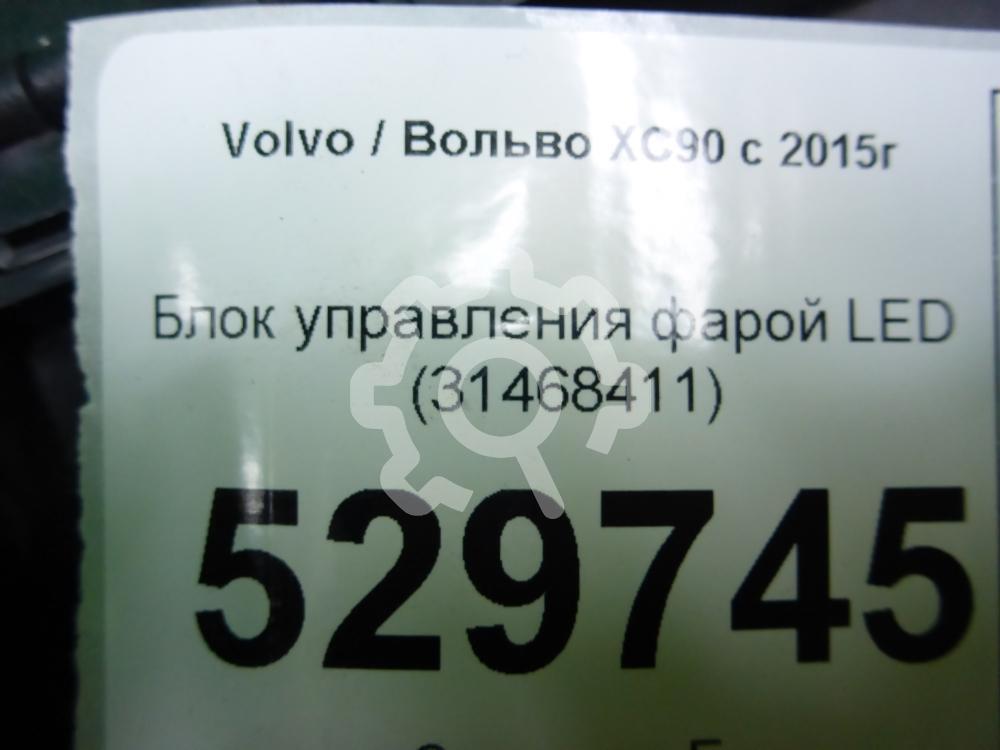 Volvo / Вольво XC90 с 2015г
Блок управления фарой LED
(31468411)
529745